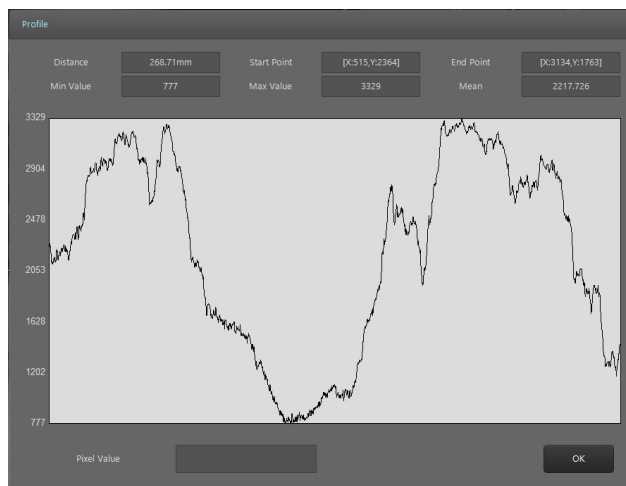 Profile
Distance 268.71mm Start Point [X:515,Y:2364] End Point [X:3134,Y:1763]
Min Value 777 Max Value 3329 Mean 2217.726
3329
2904
2478
2053
1628
1202
777
Pixel Value OK